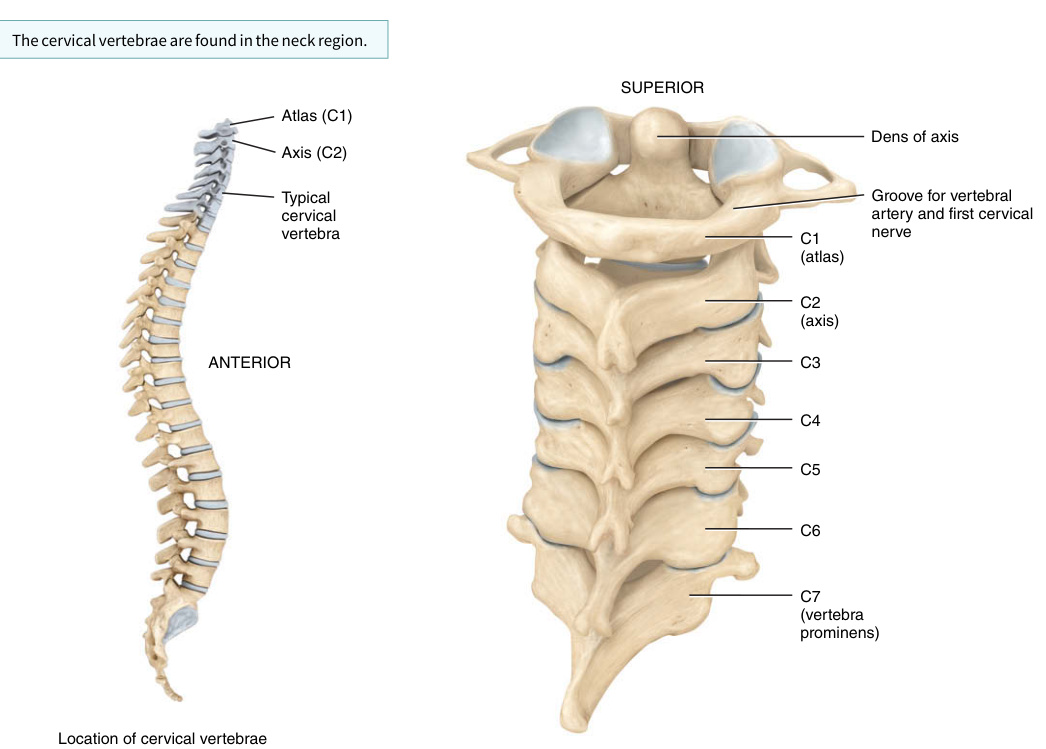 The cervical vertebrae are found in the neck region.
Atlas (C1)
Axis (C2)
Typical
cervical
vertebra
ANTERIOR
Location of cervical vertebrae
SUPERIOR
Dens of axis
Groove for vertebral
artery and first cervical
nerve
C1
(atlas)
C2
(axis)
C3
C4
C5
C6
C7
(vertebra
prominens)